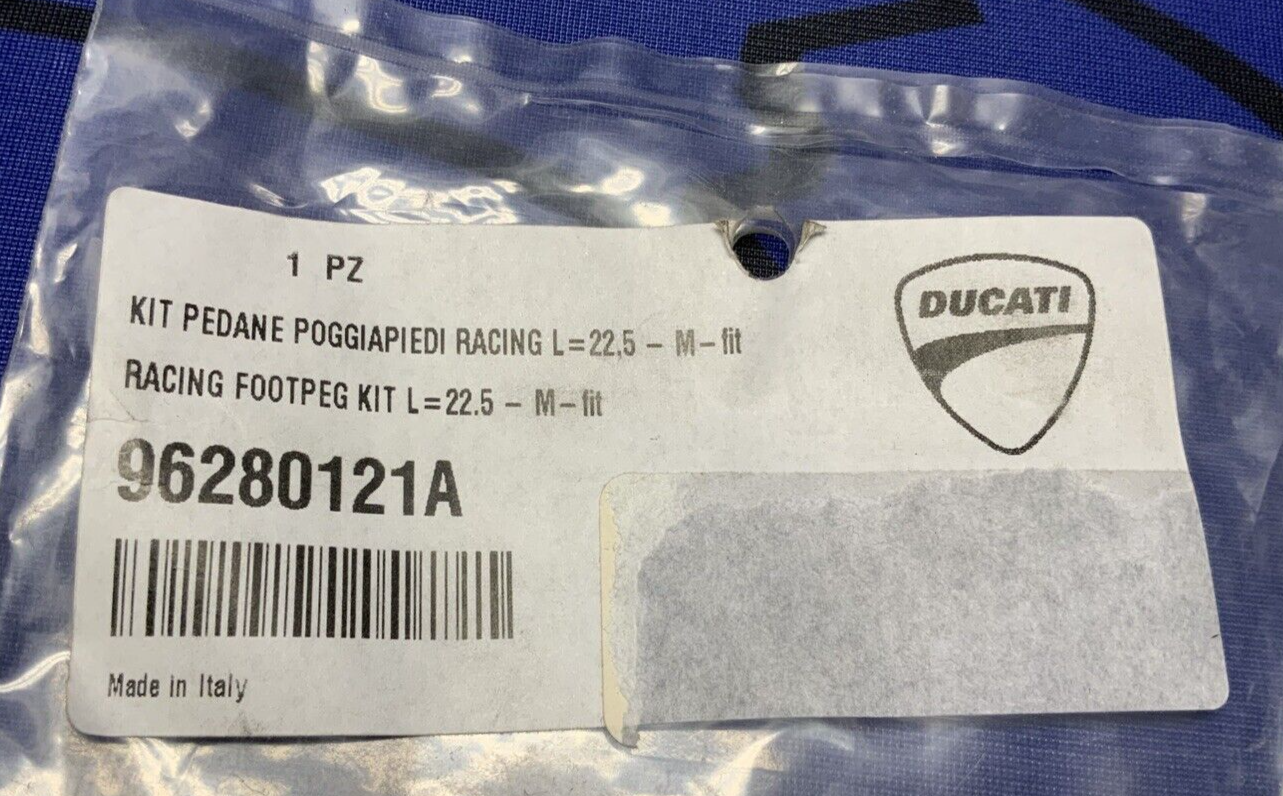 1 PZ
KIT PEDANE POGGIAPIEDI RACING L=22,5 – M–fit
RACING FOOTPEG KIT L=22.5 – M–fit
96280121A
Made in Italy
DUCATI